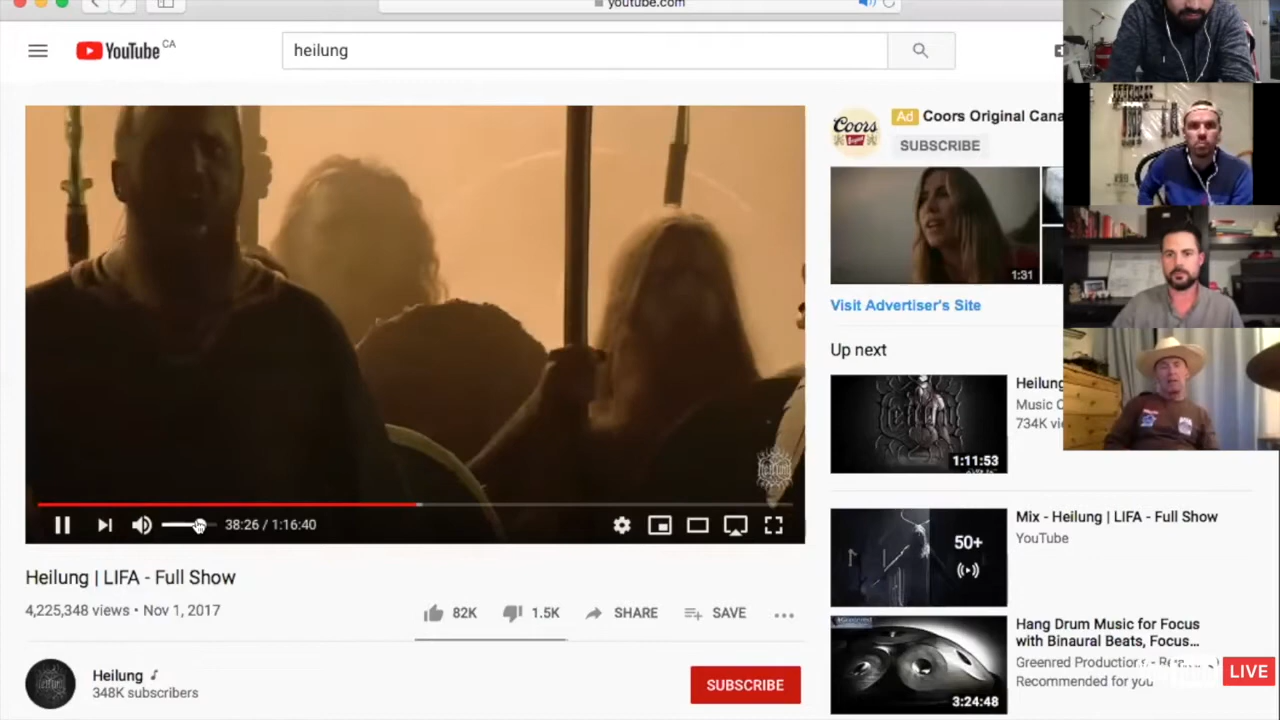 youtube.com
YouTube CA
heilung
Ad Coors Original Cana
Coors
SUBSCRIBE
1:31
Visit Advertiser's Site
Up next
Heilung
Music
734K
1:11:53
heilung
38:26 / 1:16:40
Mix - Heilung | LIFA - Full Show
YouTube
50+
Heilung | LIFA - Full Show
4,225,348 views • Nov 1, 2017
82K
1.5K
SHARE
SAVE
Hang Drum Music for Focus
with Binaural Beats, Focus...
Greenred Productions
Recommended for you
3:24:48
LIVE
Heilung
348K subscribers
SUBSCRIBE